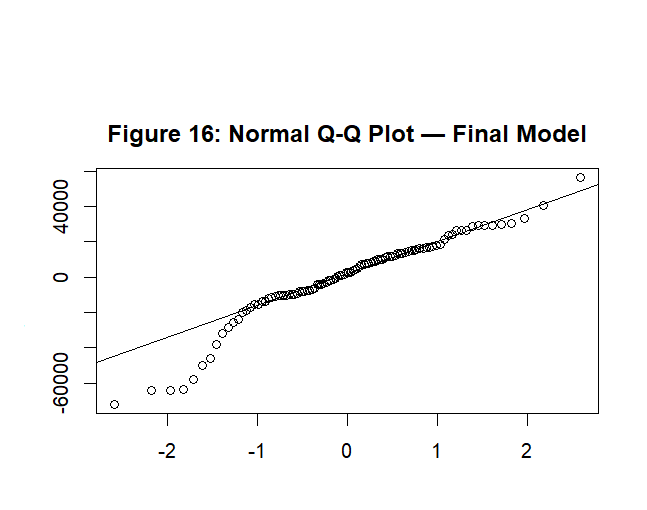 Figure 16: Normal Q-Q Plot — Final Model
40000
0
-60000
-2 -1 0 1 2